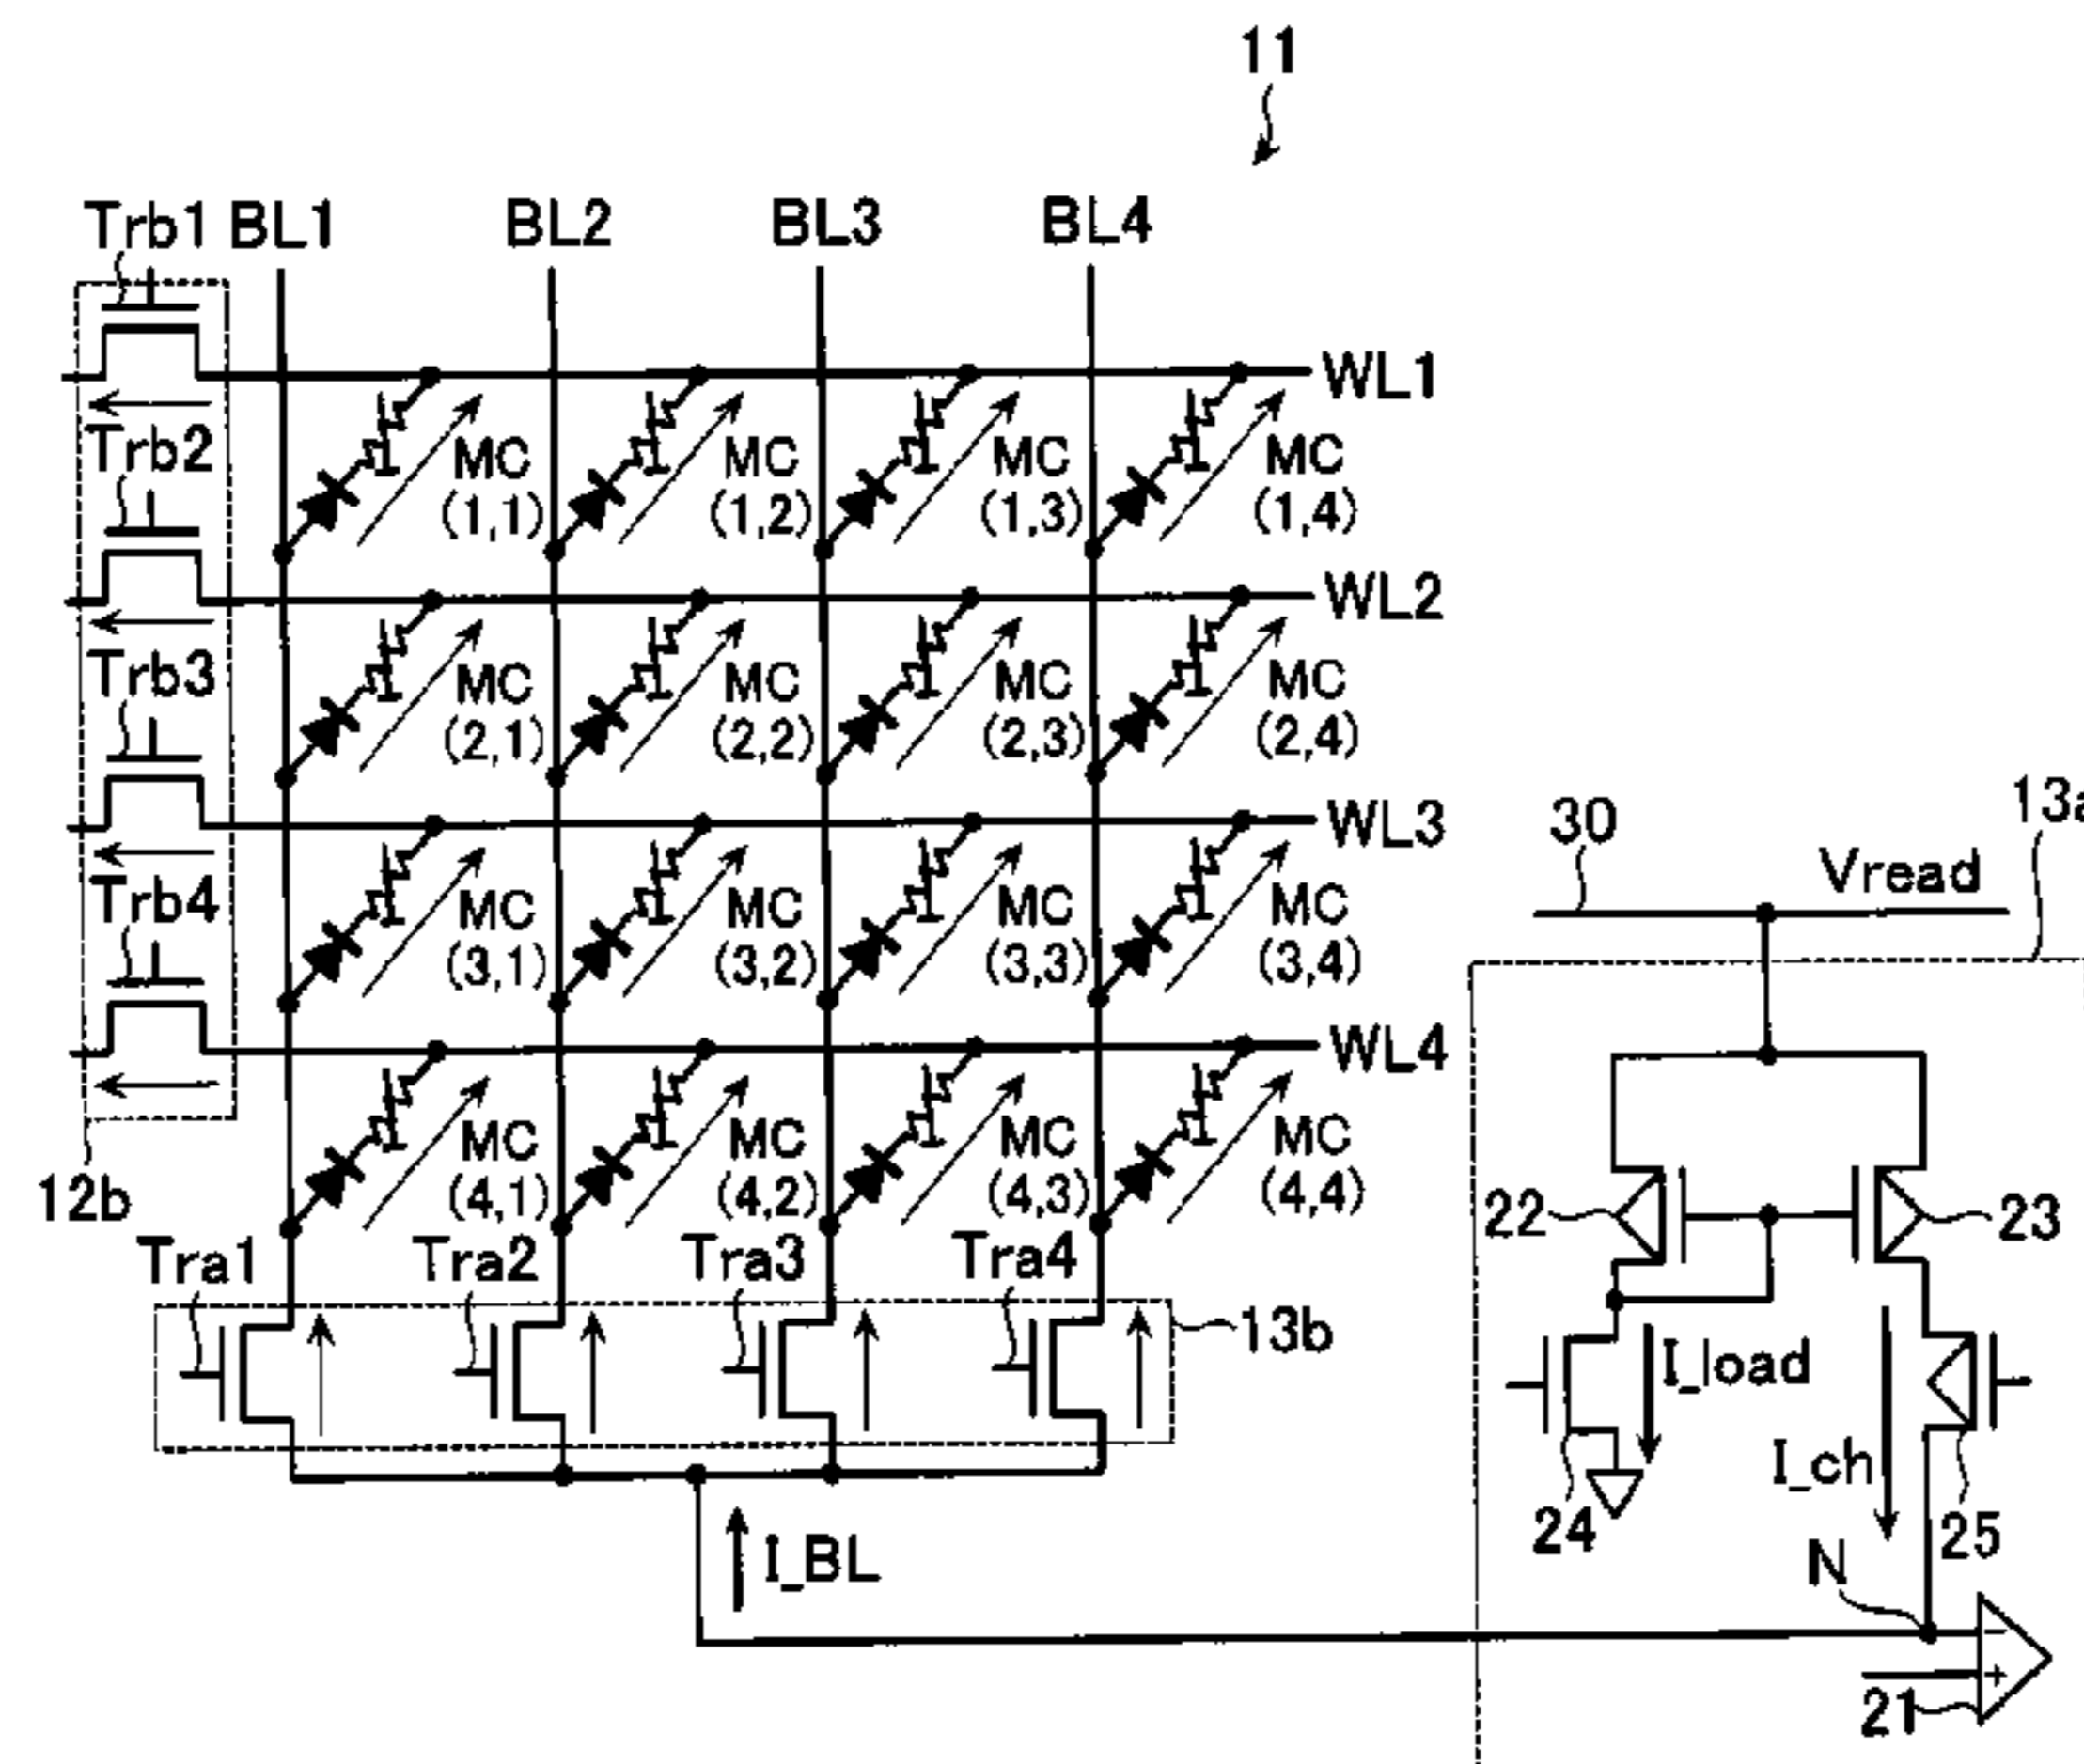 11
Trb1 BL1 BL2 BL3 BL4
WL1
Trb2
MC MC MC MC
(1,1) (1,2) (1,3) (1,4)
WL2
Trb3
MC MC MC MC
(2,1) (2,2) (2,3) (2,4)
WL3
30
13a
Vread
Trb4
MC MC MC MC
(3,1) (3,2) (3,3) (3,4)
WL4
MC MC MC MC
(4,1) (4,2) (4,3) (4,4)
12b
22
23
Tra1 Tra2 Tra3 Tra4
13b
I_load
I_ch
24
25
I_BL
N
−
+
21